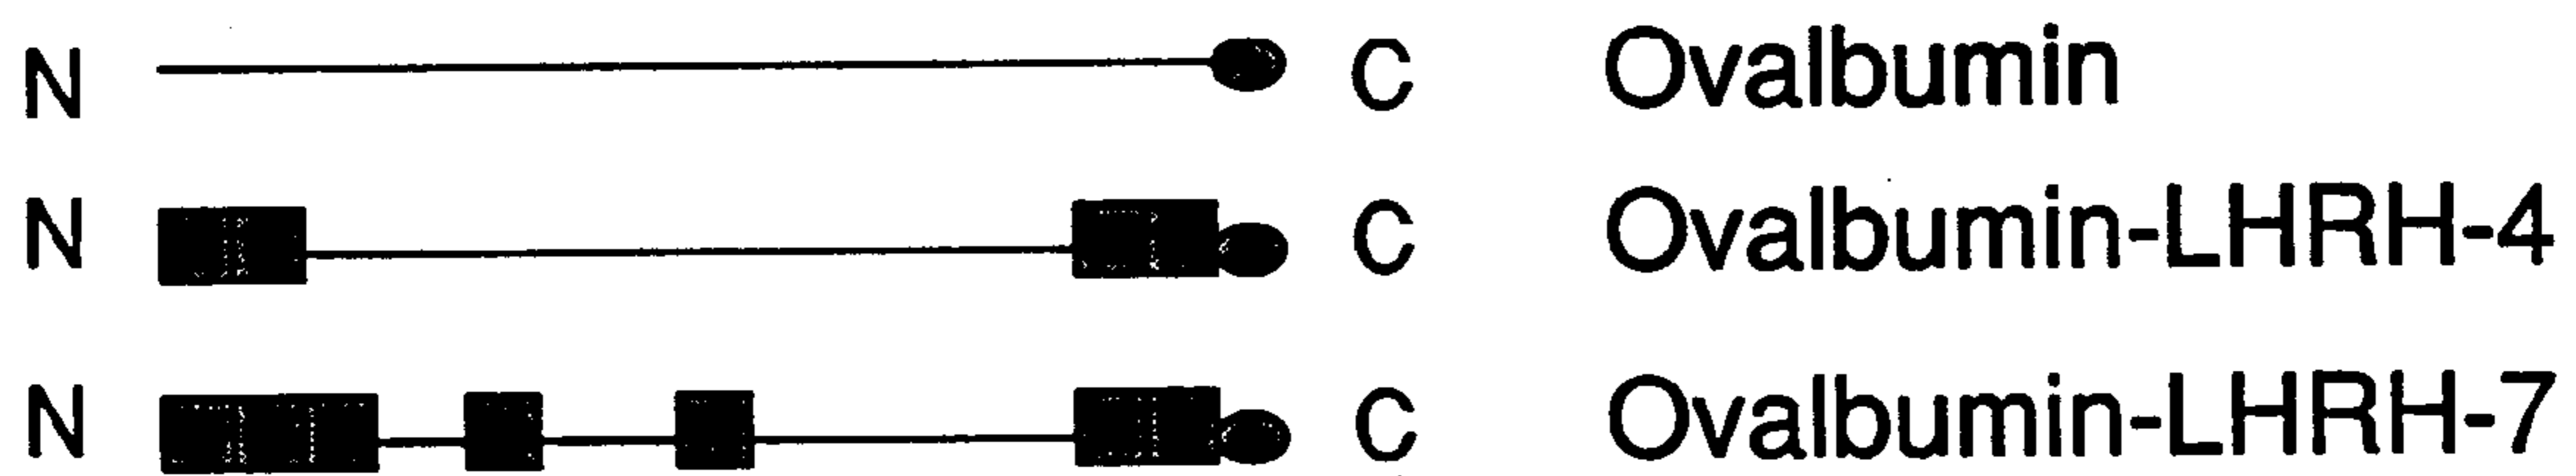 N C Ovalbumin
N C Ovalbumin-LHRH-4
N C Ovalbumin-LHRH-7